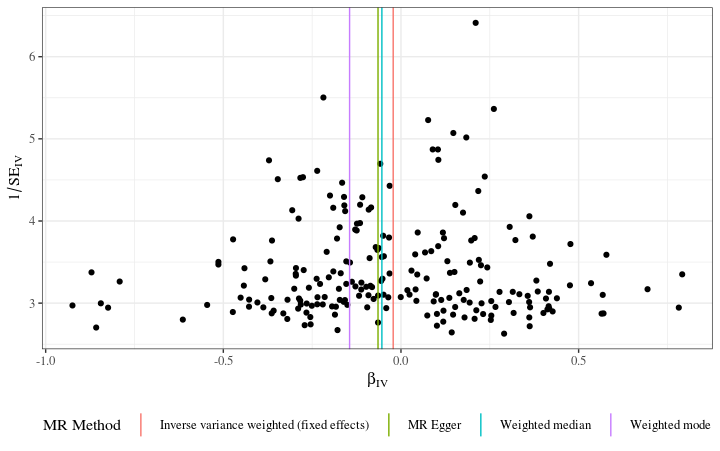 1/SE_IV
6
5
4
3
-1.0 -0.5 0.0 0.5
β_IV
MR Method Inverse variance weighted (fixed effects) MR Egger Weighted median Weighted mode